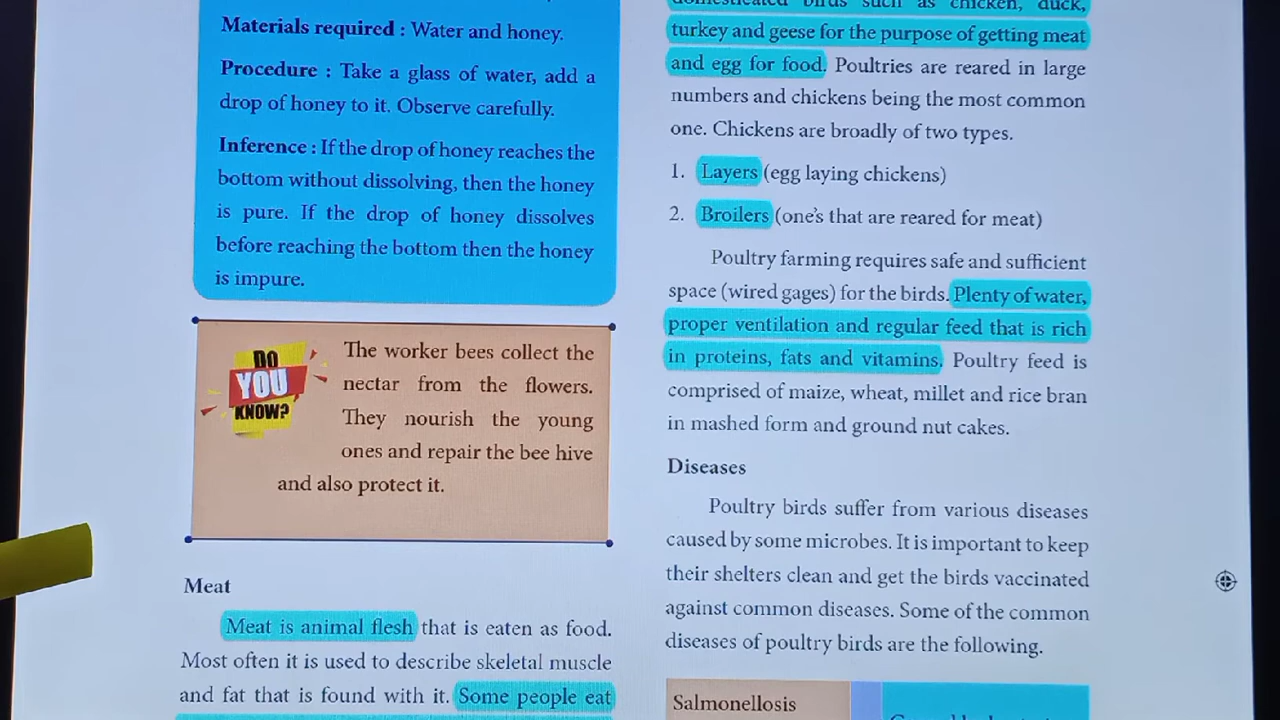 Materials required : Water and honey.
Procedure : Take a glass of water, add a
drop of honey to it. Observe carefully.
Inference : If the drop of honey reaches the
bottom without dissolving, then the honey
is pure. If the drop of honey dissolves
before reaching the bottom then the honey
is impure.
DO
YOU
KNOW?
The worker bees collect the
nectar from the flowers.
They nourish the young
ones and repair the bee hive
and also protect it.
Meat
Meat is animal flesh that is eaten as food.
Most often it is used to describe skeletal muscle
and fat that is found with it. Some people eat
domesticated birds such as chicken, duck,
turkey and geese for the purpose of getting meat
and egg for food. Poultries are reared in large
numbers and chickens being the most common
one. Chickens are broadly of two types.
1. Layers (egg laying chickens)
2. Broilers (one's that are reared for meat)
Poultry farming requires safe and sufficient
space (wired gages) for the birds. Plenty of water,
proper ventilation and regular feed that is rich
in proteins, fats and vitamins. Poultry feed is
comprised of maize, wheat, millet and rice bran
in mashed form and ground nut cakes.
Diseases
Poultry birds suffer from various diseases
caused by some microbes. It is important to keep
their shelters clean and get the birds vaccinated
against common diseases. Some of the common
diseases of poultry birds are the following.
Salmonellosis